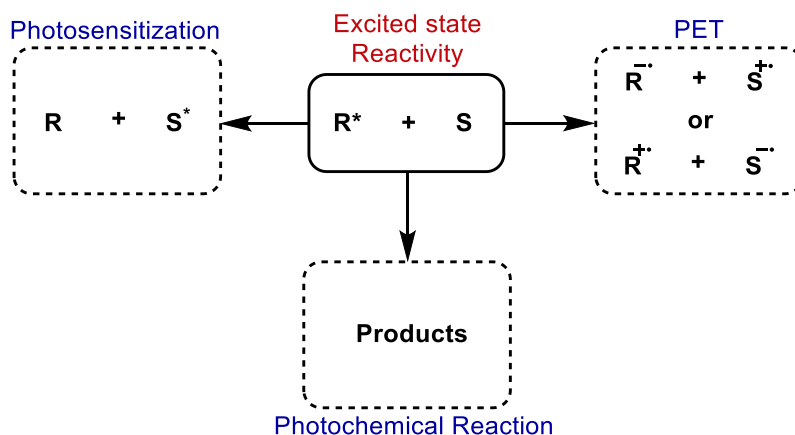 Photosensitization
Excited state
Reactivity
PET
R + S*
R* + S
R−· + S+·
or
R+· + S−·
Products
Photochemical Reaction